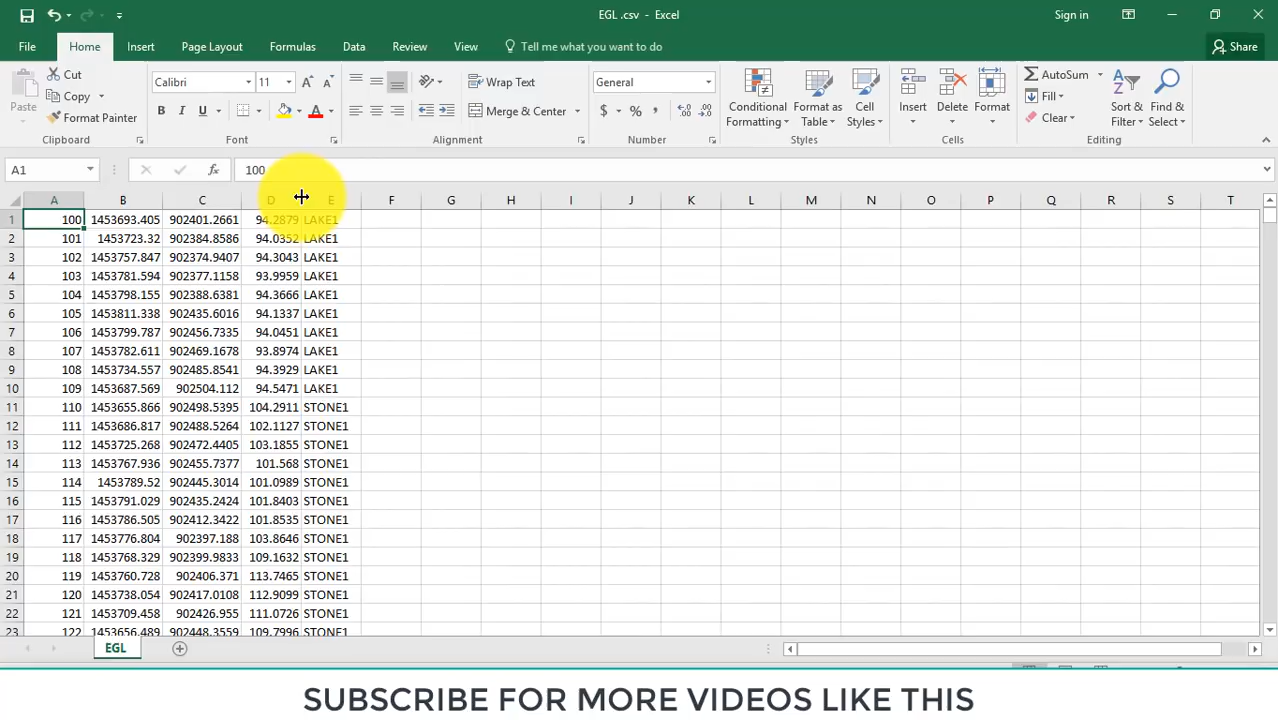 EGL .csv - Excel
Sign in
File Home Insert Page Layout Formulas Data Review View Tell me what you want to do Share
Paste Cut Copy Format Painter Clipboard
Calibri 11 A A B I U A Font
Wrap Text Merge & Center Alignment
General $ % , Number
Conditional Formatting Format as Table Cell Styles Styles
Insert Delete Format Cells
AutoSum Fill Clear Sort & Filter Find & Select Editing
A1 fx 100
A B C D E F G H I J K L M N O P Q R S T
1 100 1453693.405 902401.2661 94.2879 LAKE1
2 101 1453723.32 902384.8586 94.0352 LAKE1
3 102 1453757.847 902374.9407 94.3043 LAKE1
4 103 1453781.594 902377.1158 93.9959 LAKE1
5 104 1453798.155 902388.6381 94.3666 LAKE1
6 105 1453811.338 902435.6016 94.1337 LAKE1
7 106 1453799.787 902456.7335 94.0451 LAKE1
8 107 1453782.611 902469.1678 93.8974 LAKE1
9 108 1453734.557 902485.8541 94.3929 LAKE1
10 109 1453687.569 902504.112 94.5471 LAKE1
11 110 1453655.866 902498.5395 104.2911 STONE1
12 111 1453686.817 902488.5264 102.1127 STONE1
13 112 1453725.268 902472.4405 103.1855 STONE1
14 113 1453767.936 902455.7377 101.568 STONE1
15 114 1453789.52 902445.3014 101.0989 STONE1
16 115 1453791.029 902435.2424 101.8403 STONE1
17 116 1453786.505 902412.3422 101.8535 STONE1
18 117 1453776.804 902397.188 103.8646 STONE1
19 118 1453768.329 902399.9833 109.1632 STONE1
20 119 1453760.728 902406.371 113.7465 STONE1
21 120 1453738.054 902417.0108 112.9099 STONE1
22 121 1453709.458 902426.955 111.0726 STONE1
23 122 1453656.489 902448.3559 109.7996 STONE1
EGL
SUBSCRIBE FOR MORE VIDEOS LIKE THIS